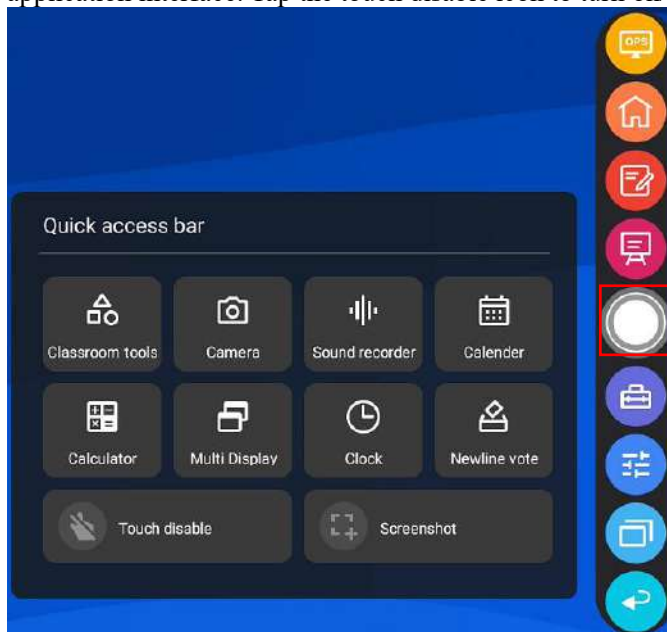 OPS
Quick access bar
Classroom tools
Camera
Sound recorder
Calender
Calculator
Multi Display
Clock
Newline vote
Touch disable
Screenshot